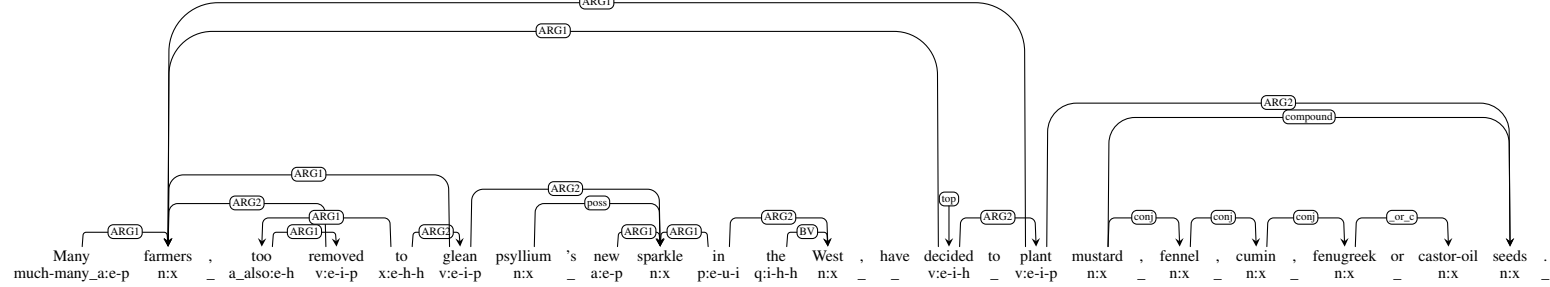 ARG1
ARG1
ARG2
compound
ARG1
ARG2
top
ARG2 poss
ARG1 ARG2 conj conj conj _or_c
ARG1 ARG1 ARG2 ARG1 ARG1 BV ARG2
Many farmers , too removed to glean psyllium 's new sparkle in the West , have decided to plant mustard , fennel , cumin , fenugreek or castor-oil seeds .
much-many_a:e-p n:x _ a_also:e-h v:e-i-p x:e-h-h v:e-i-p n:x _ a:e-p n:x p:e-u-i q:i-h-h n:x _ _ v:e-i-h _ v:e-i-p n:x _ n:x _ n:x _ n:x _ n:x n:x _